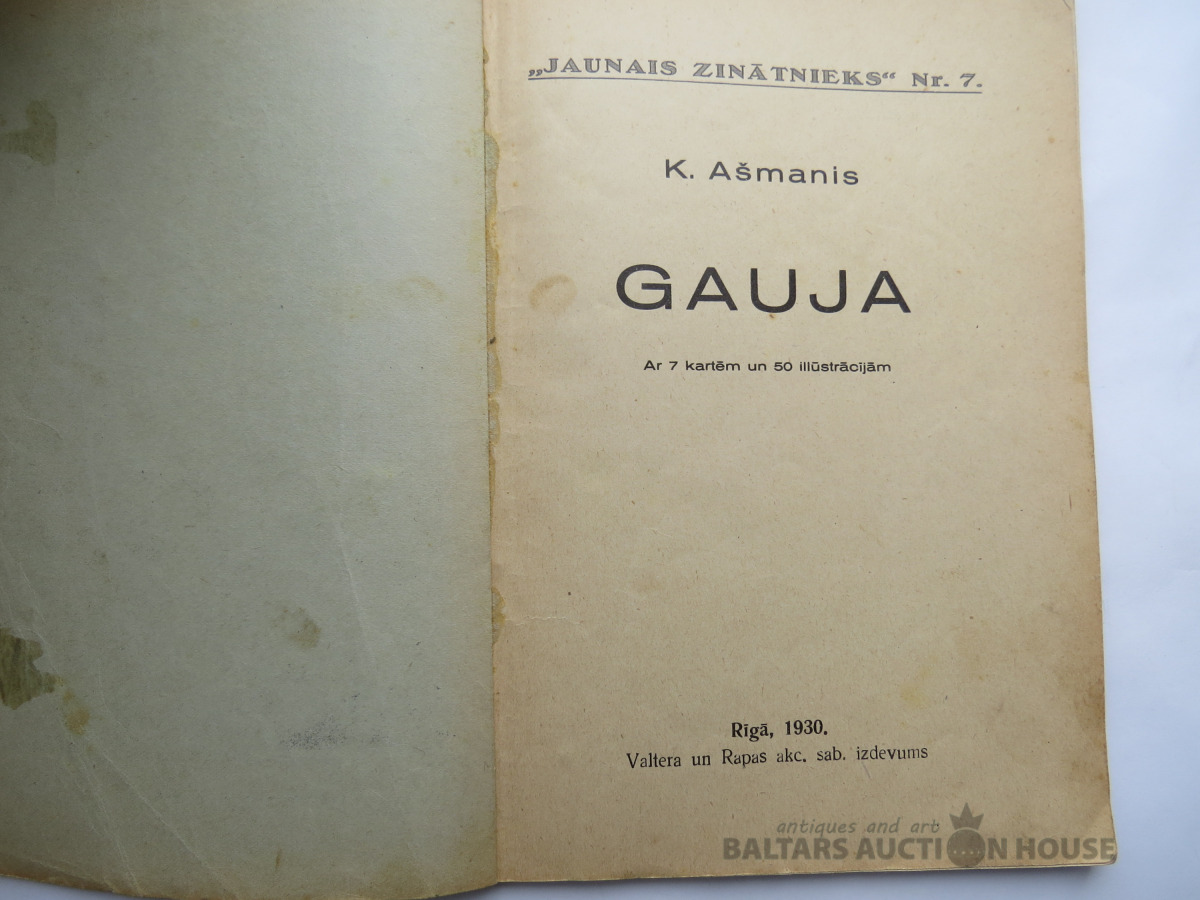 „JAUNAIS ZINĀTNIEKS“ Nr. 7.
K. Ašmanis
GAUJA
Ar 7 kartēm un 50 illūstrācijām
Rīgā, 1930.
Valtera un Rapas akc. sab. izdevums
antiques and art
BALTARS AUCTION HOUSE